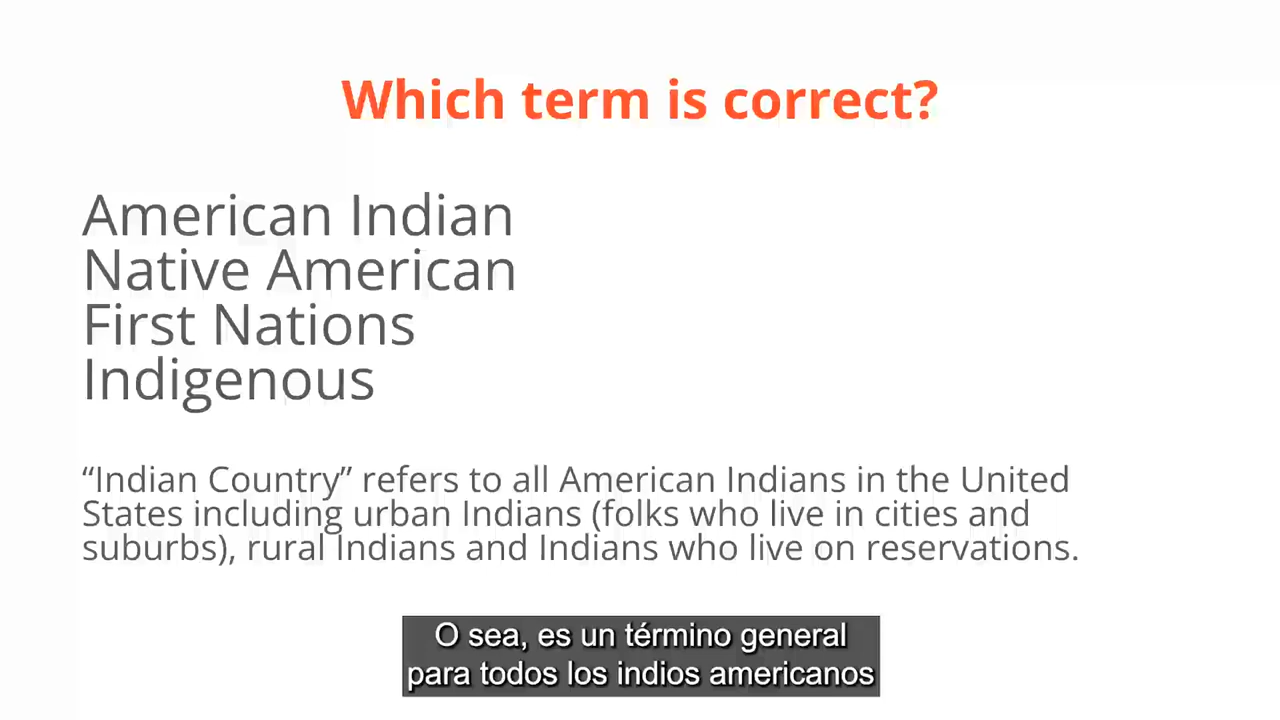 Which term is correct?
American Indian
Native American
First Nations
Indigenous
“Indian Country” refers to all American Indians in the United
States including urban Indians (folks who live in cities and
suburbs), rural Indians and Indians who live on reservations.
O sea, es un término general
para todos los indios americanos